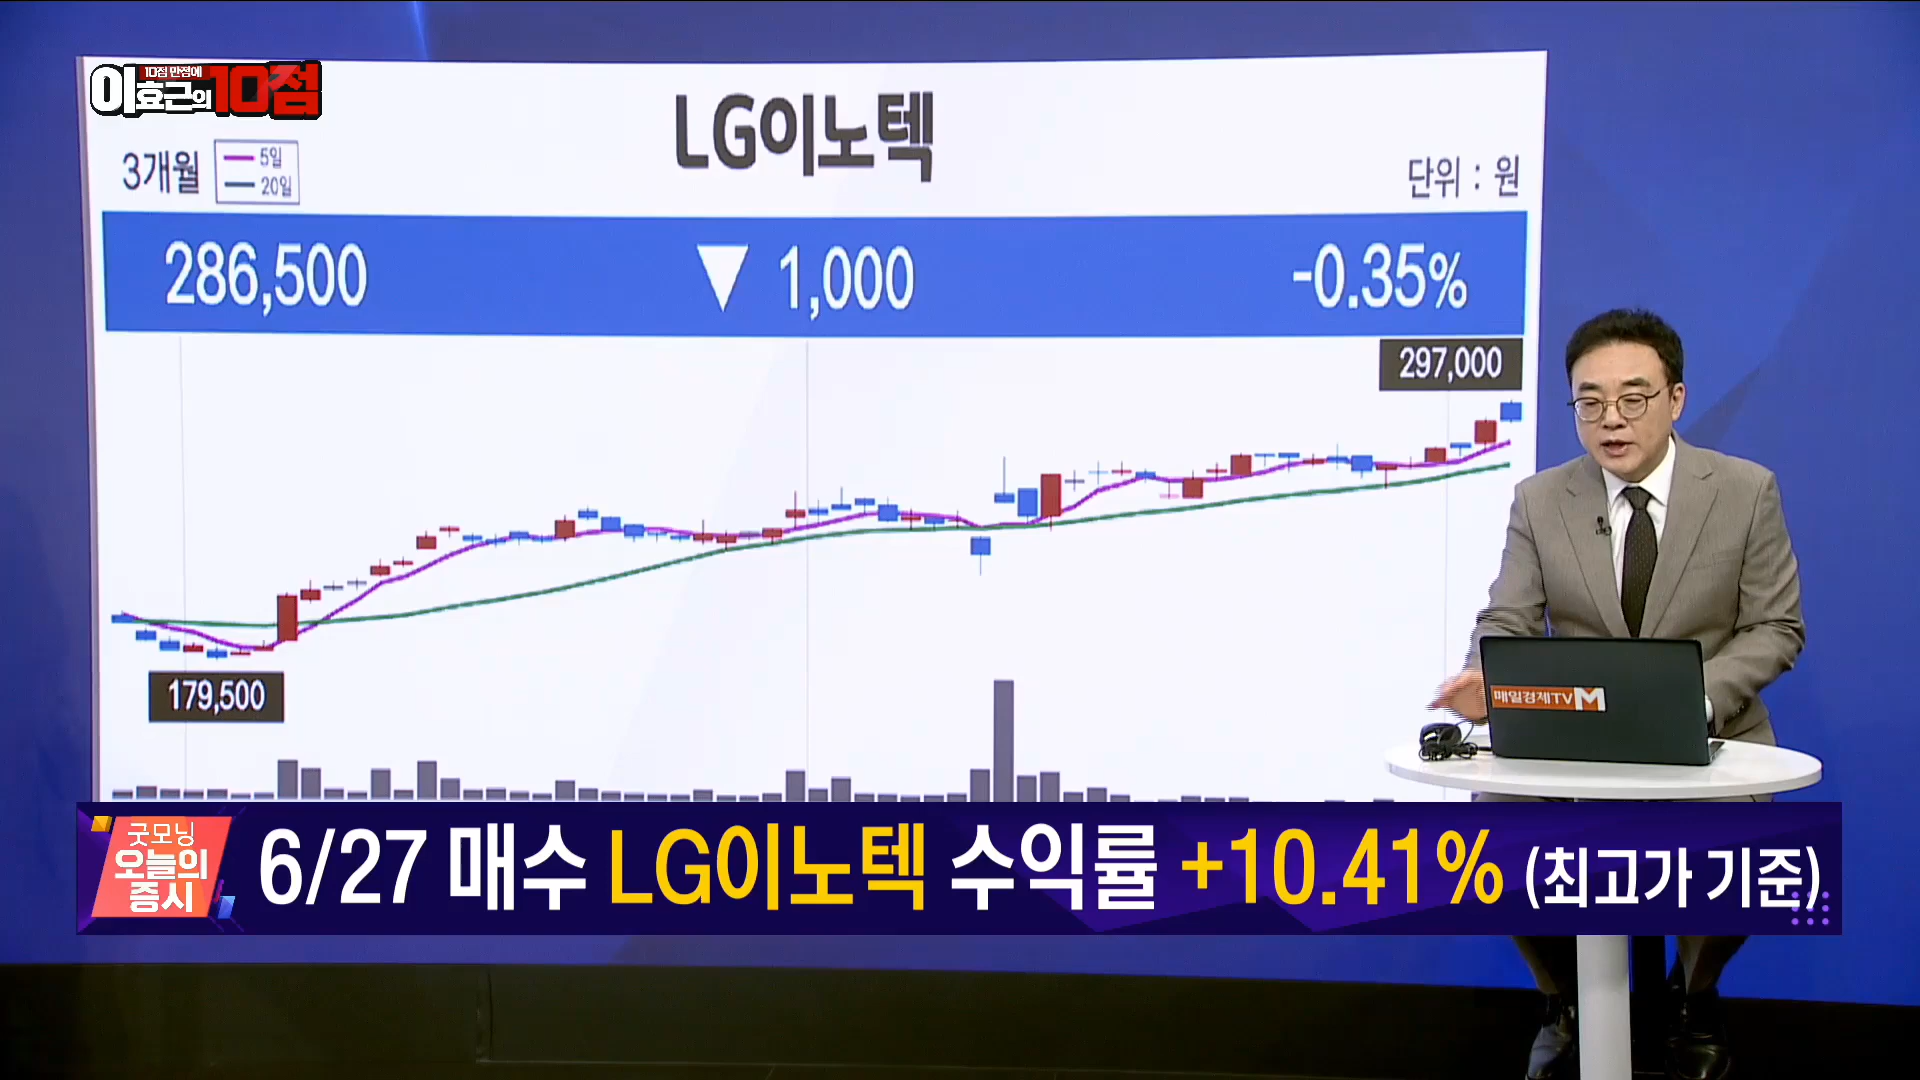 10점 만점에
이효근의 10점
LG이노텍
3개월
5일
20일
단위 : 원
286,500 ▼ 1,000 -0.35%
297,000
179,500
매일경제TV M
굿모닝
오늘의
증시
6/27 매수 LG이노텍 수익률 +10.41% (최고가 기준)